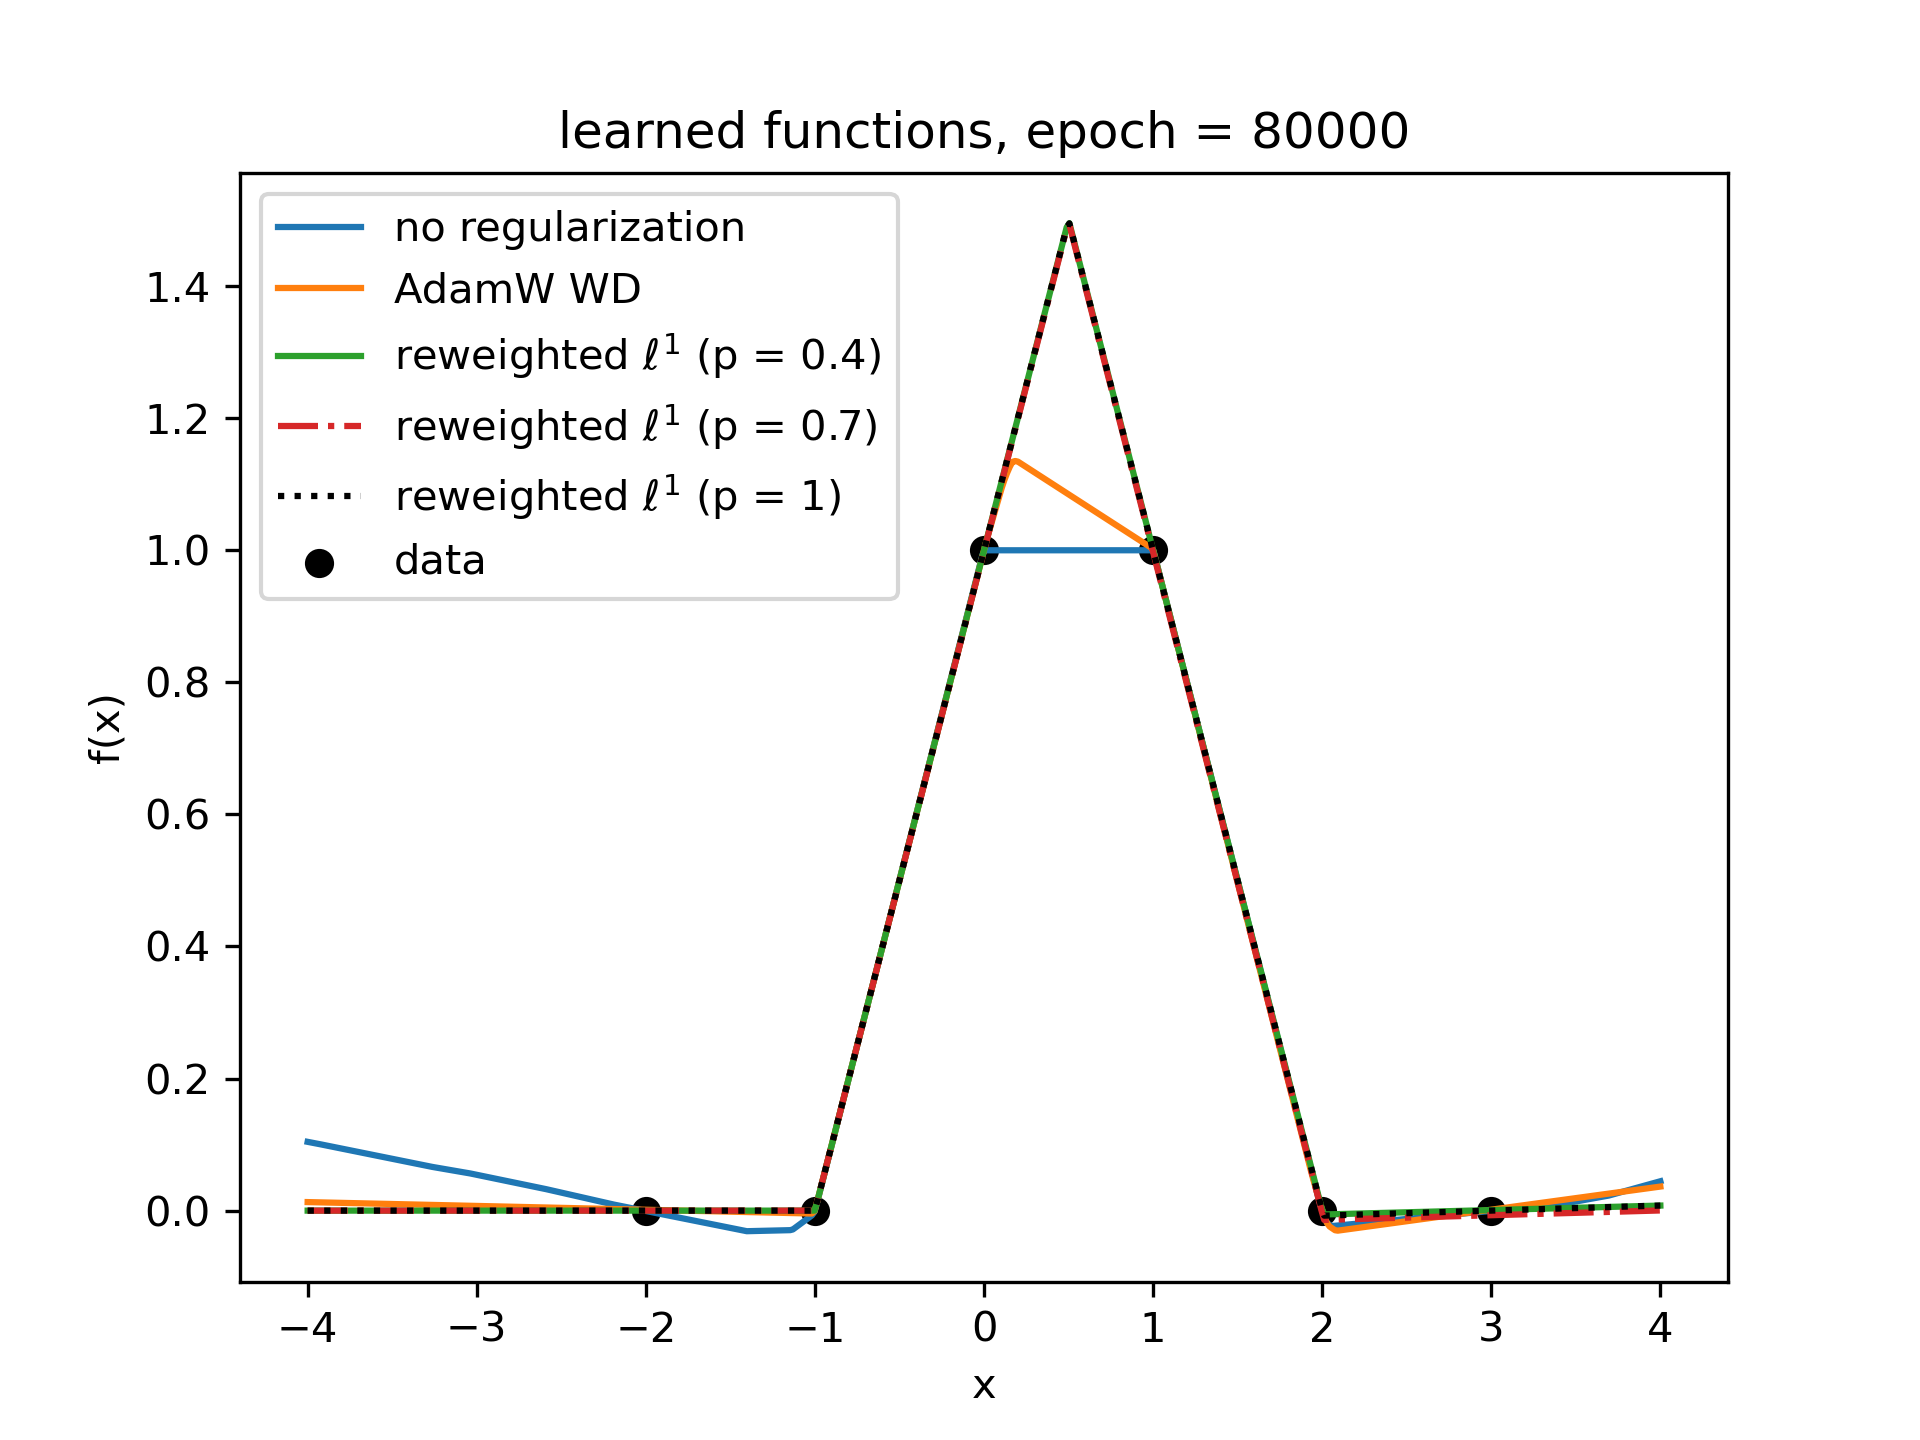 learned functions, epoch = 80000
no regularization
AdamW WD
reweighted ℓ¹ (p = 0.4)
reweighted ℓ¹ (p = 0.7)
reweighted ℓ¹ (p = 1)
data
f(x)
1.4
1.2
1.0
0.8
0.6
0.4
0.2
0.0
−4 −3 −2 −1 0 1 2 3 4
x